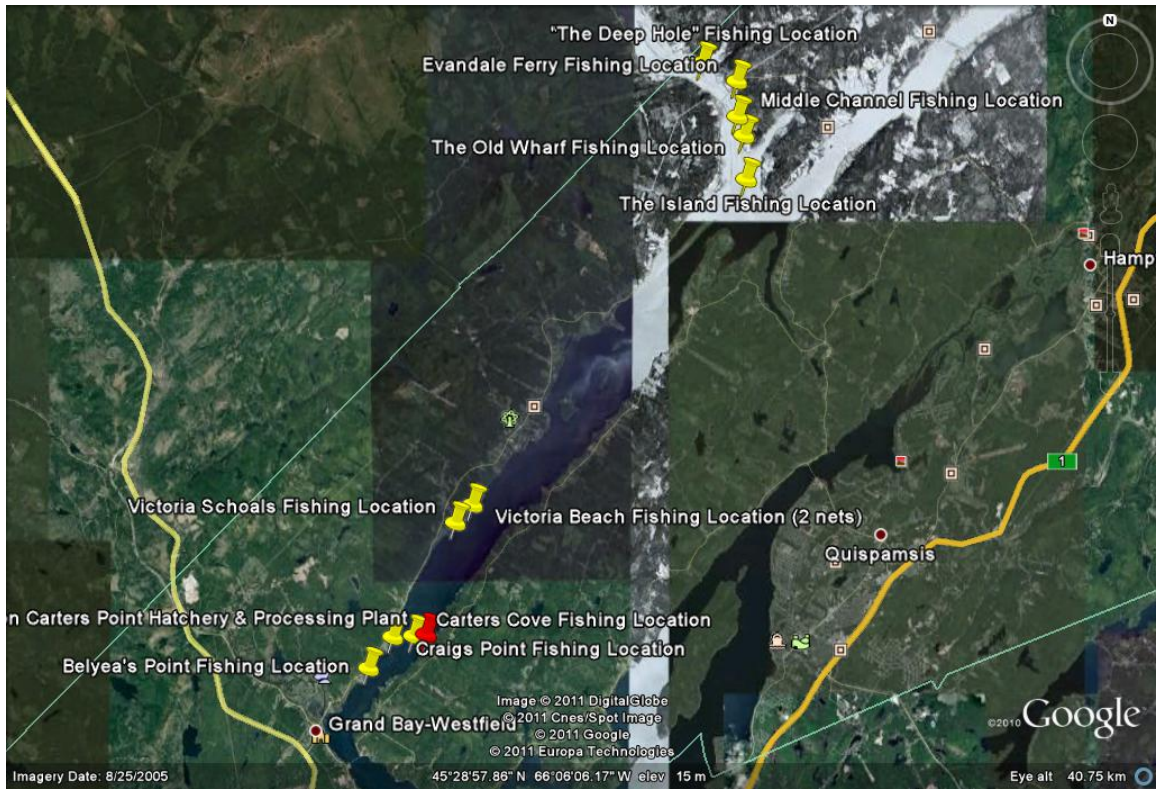 N
"The Deep Hole" Fishing Location
Evandale Ferry Fishing Location
Middle Channel Fishing Location
The Old Wharf Fishing Location
The Island Fishing Location
Hamp
1
Victoria Schoals Fishing Location
Victoria Beach Fishing Location (2 nets)
Quispamsis
on Carters Point Hatchery & Processing Plant
Carters Cove Fishing Location
Craigs Point Fishing Location
Belyea's Point Fishing Location
Grand Bay-Westfield
Image © 2011 DigitalGlobe
© 2011 Cnes/Spot Image
© 2011 Google
© 2011 Europa Technologies
©2010 Google
Imagery Date: 8/25/2005
45°28'57.86" N 66°06'06.17" W elev 15 m
Eye alt 40.75 km